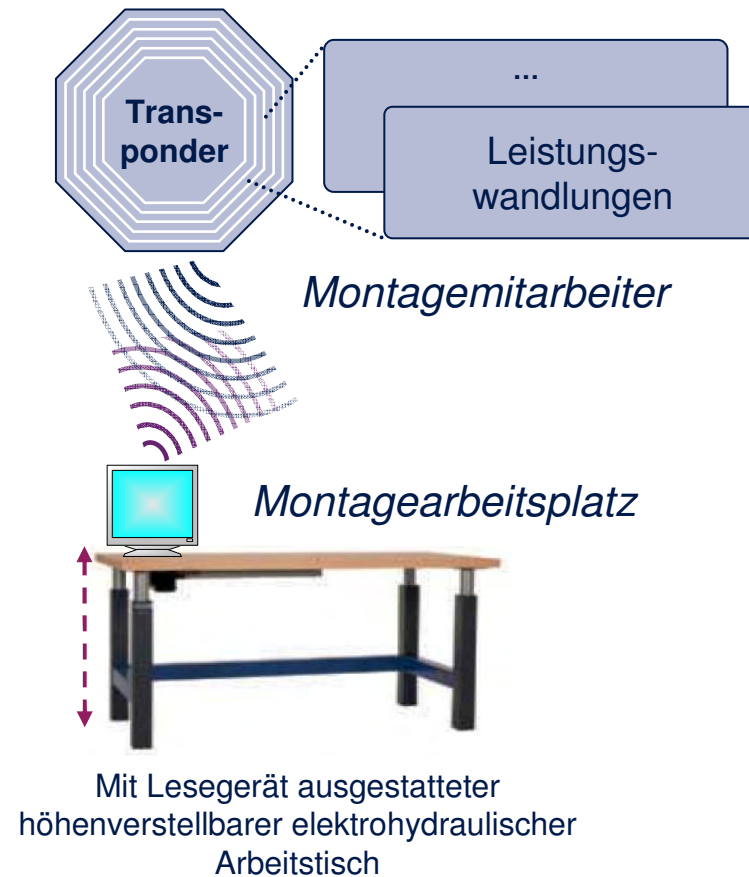 Trans-
ponder
...
Leistungs-
wandlungen
Montagemitarbeiter
Montagearbeitsplatz
Mit Lesegerät ausgestatteter
höhenverstellbarer elektrohydraulischer
Arbeitstisch